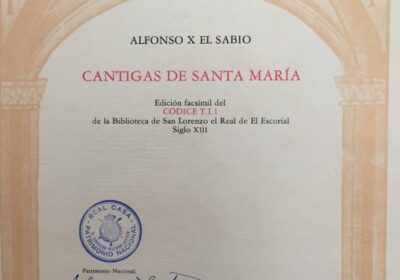 ALFONSO X EL SABIO
CANTIGAS DE SANTA MARÍA
Edición facsímil del
CÓDICE T.I.1
de la Biblioteca de San Lorenzo el Real de El Escorial
Siglo XIII
REAL CASA
PATRIMONIO NACIONAL
Patrimonio Nacional,